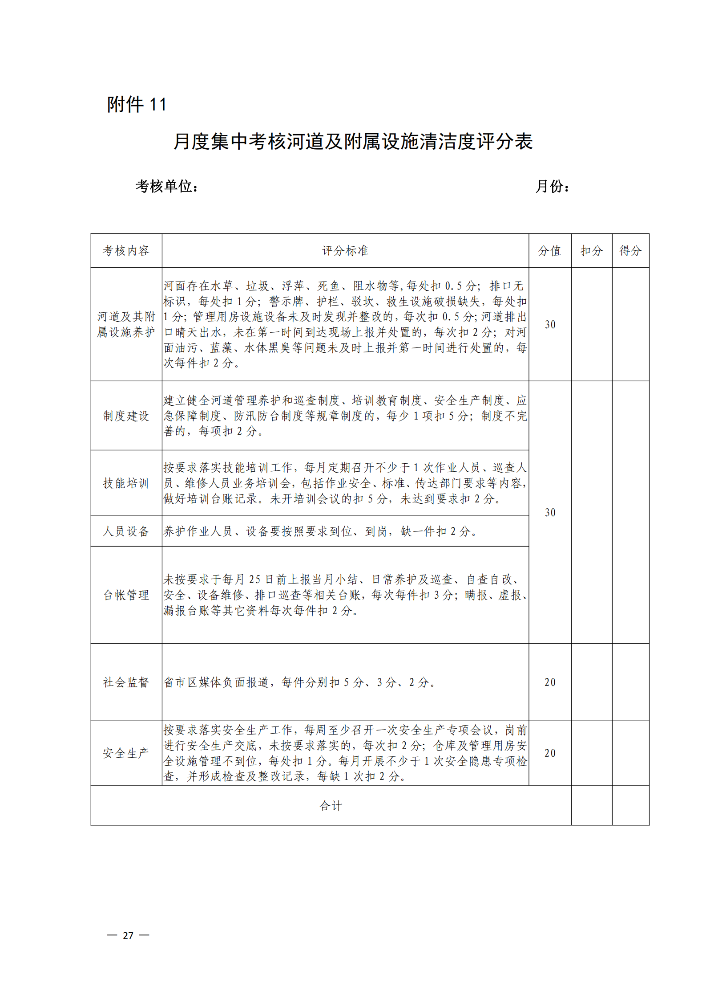 附件 11
月度集中考核河道及附属设施清洁度评分表
考核单位：
月份：
考核内容
评分标准
分值
扣分
得分
河道及其附
属设施养护
河面存在水草、垃圾、浮萍、死鱼、阻水物等,每处扣 0.5 分；排口无
标识，每处扣 1 分；警示牌、护栏、驳坎、救生设施破损缺失，每处扣
1 分；管理用房设施设备未及时发现并整改的，每次扣 0.5 分；河道排出
口晴天出水，未在第一时间到达现场上报并处置的，每次扣 2 分；对河
面油污、蓝藻、水体黑臭等问题未及时上报并第一时间进行处置的，每
次每件扣 2 分。
30
制度建设
建立健全河道管理养护和巡查制度、培训教育制度、安全生产制度、应
急保障制度、防汛防台制度等规章制度的，每少 1 项扣 5 分；制度不完
善的，每项扣 2 分。
技能培训
按要求落实技能培训工作，每月定期召开不少于 1 次作业人员、巡查人
员、维修人员业务培训会，包括作业安全、标准、传达部门要求等内容，
做好培训台账记录。未开培训会议的扣 5 分，未达到要求扣 2 分。
30
人员设备
养护作业人员、设备要按照要求到位、到岗，缺一件扣 2 分。
台帐管理
未按要求于每月 25 日前上报当月小结、日常养护及巡查、自查自改、
安全、设备维修、排口巡查等相关台账，每次每件扣 3 分；瞒报、虚报、
漏报台账等其它资料每次每件扣 2 分。
社会监督
省市区媒体负面报道，每件分别扣 5 分、3 分、2 分。
20
安全生产
按要求落实安全生产工作，每周至少召开一次安全生产专项会议，岗前
进行安全生产交底，未按要求落实的，每次扣 2 分；仓库及管理用房安
全设施管理不到位，每处扣 1 分。每月开展不少于 1 次安全隐患专项检
查，并形成检查及整改记录，每缺 1 次扣 2 分。
20
合计
— 27 —